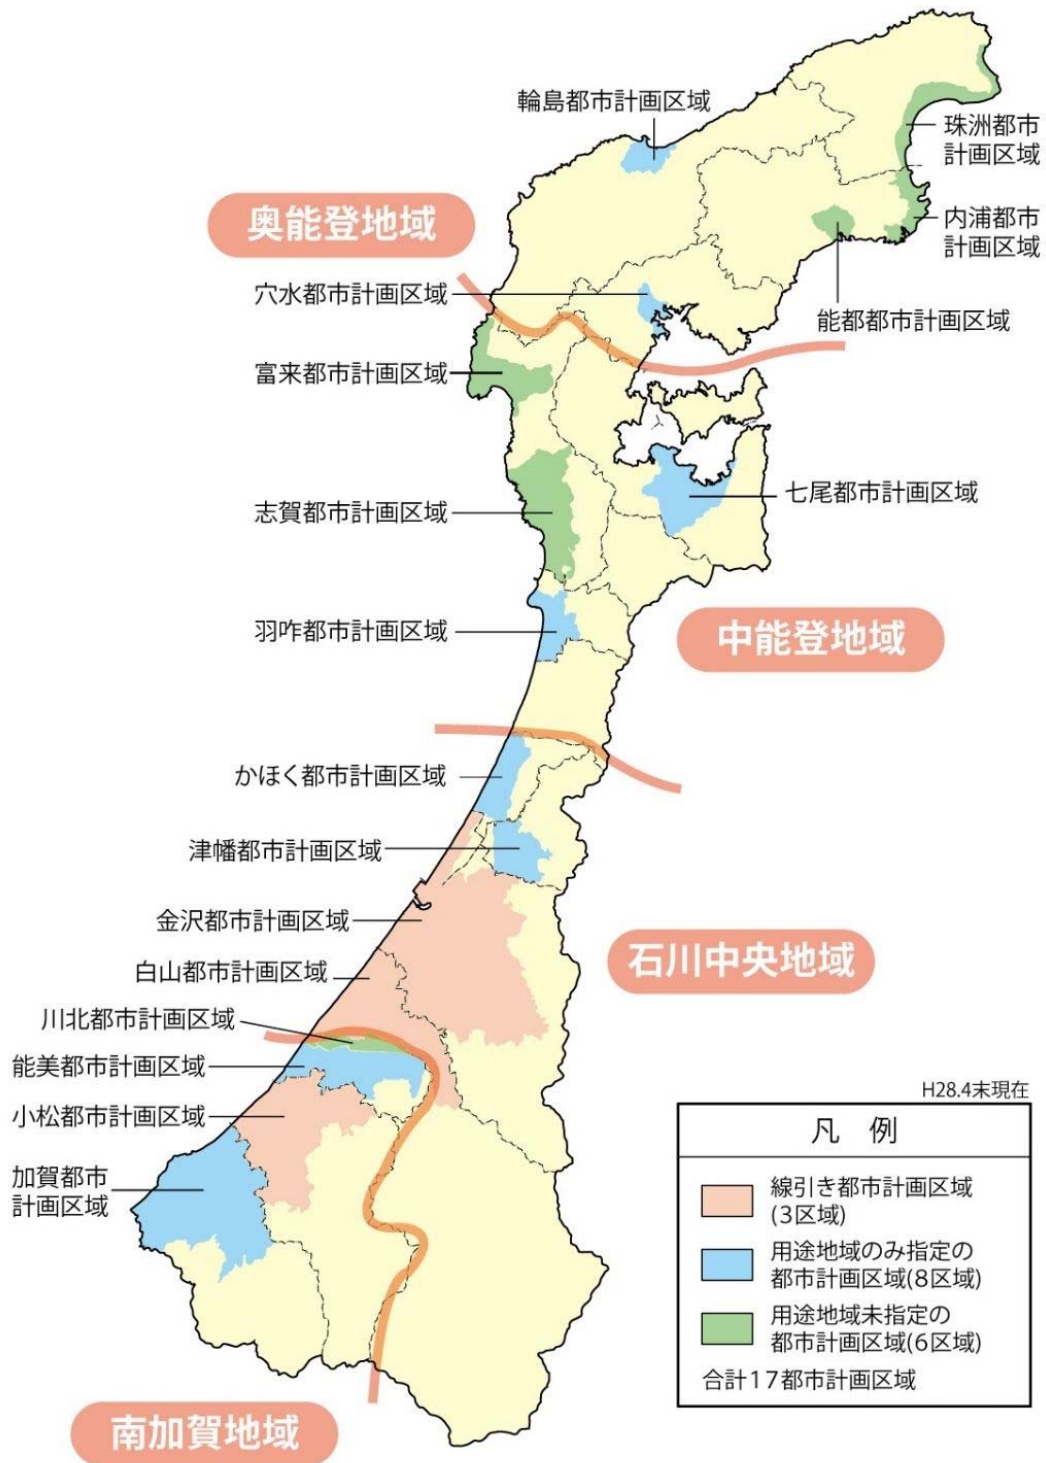 輪島都市計画区域
珠洲都市
計画区域
奥能登地域
内浦都市
計画区域
穴水都市計画区域
能都都市計画区域
富来都市計画区域
七尾都市計画区域
志賀都市計画区域
羽咋都市計画区域
中能登地域
かほく都市計画区域
津幡都市計画区域
金沢都市計画区域
石川中央地域
白山都市計画区域
川北都市計画区域
能美都市計画区域
小松都市計画区域
加賀都市
計画区域
南加賀地域
H28.4末現在
凡 例
線引き都市計画区域
(3区域)
用途地域のみ指定の
都市計画区域(8区域)
用途地域未指定の
都市計画区域(6区域)
合計17都市計画区域